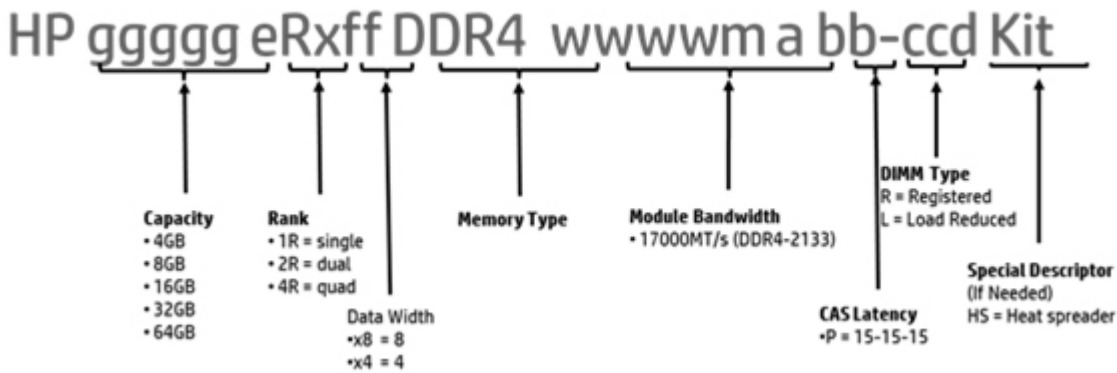 HP ggggg eRxff DDR4 wwwwm a bb-ccd Kit
Capacity
• 4GB
• 8GB
• 16GB
• 32GB
• 64GB
Rank
• 1R = single
• 2R = dual
• 4R = quad
Data Width
•x8 = 8
•x4 = 4
Memory Type
Module Bandwidth
• 17000MT/s (DDR4-2133)
CAS Latency
•P = 15-15-15
DIMM Type
R = Registered
L = Load Reduced
Special Descriptor
(If Needed)
HS = Heat spreader